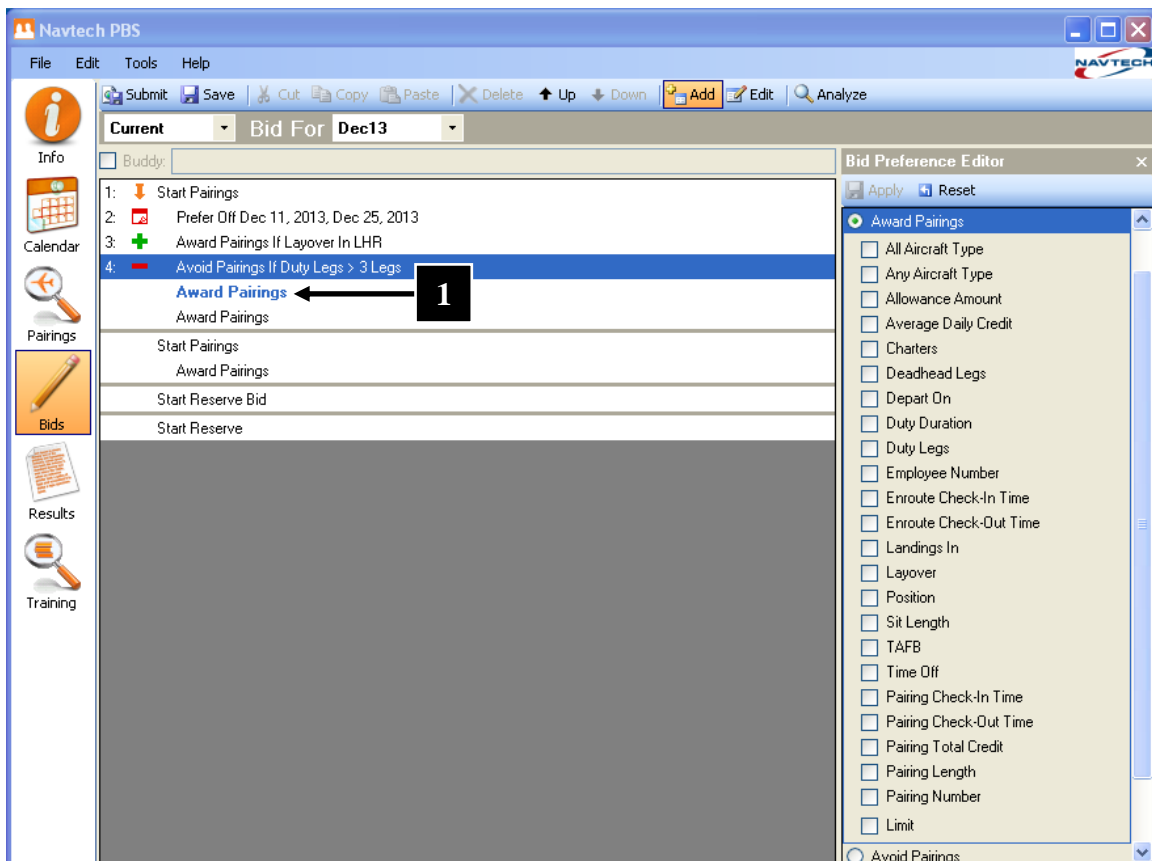 Navtech PBS
File Edit Tools Help
NAVTECH
Submit Save Cut Copy Paste Delete Up Down Add Edit Analyze
Current Bid For Dec13
Info
Calendar
Pairings
Bids
Results
Training
Buddy:
1: Start Pairings
2: Prefer Off Dec 11, 2013, Dec 25, 2013
3: Award Pairings If Layover In LHR
4: Avoid Pairings If Duty Legs > 3 Legs
Award Pairings
1
Award Pairings
Start Pairings
Award Pairings
Start Reserve Bid
Start Reserve
Bid Preference Editor
Apply Reset
Award Pairings
All Aircraft Type
Any Aircraft Type
Allowance Amount
Average Daily Credit
Charters
Deadhead Legs
Depart On
Duty Duration
Duty Legs
Employee Number
Enroute Check-In Time
Enroute Check-Out Time
Landings In
Layover
Position
Sit Length
TAFB
Time Off
Pairing Check-In Time
Pairing Check-Out Time
Pairing Total Credit
Pairing Length
Pairing Number
Limit
Avoid Pairings